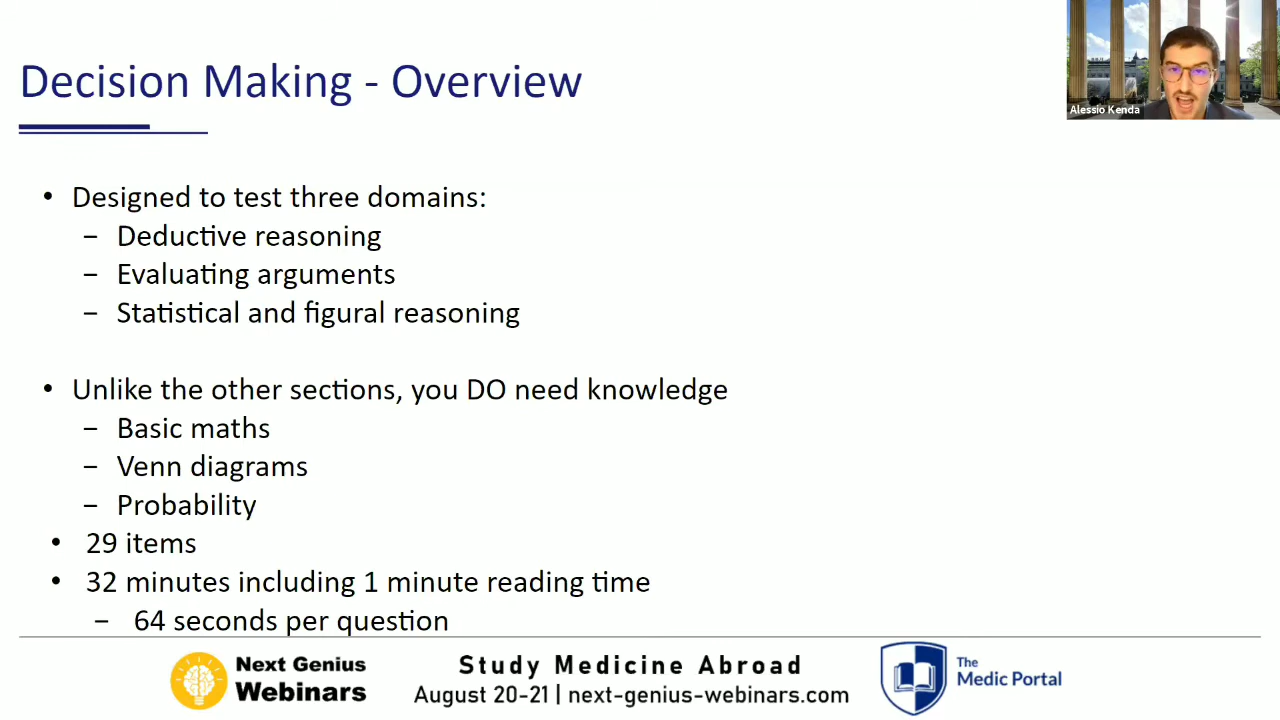 Decision Making - Overview
Alessio Kenda
• Designed to test three domains:
– Deductive reasoning
– Evaluating arguments
– Statistical and figural reasoning
• Unlike the other sections, you DO need knowledge
– Basic maths
– Venn diagrams
– Probability
• 29 items
• 32 minutes including 1 minute reading time
– 64 seconds per question
Next Genius
Webinars
Study Medicine Abroad
August 20-21 | next-genius-webinars.com
The
Medic Portal